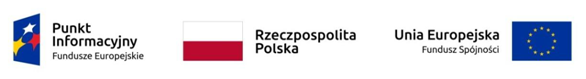 Punkt
Informacyjny
Fundusze Europejskie
Rzeczpospolita
Polska
Unia Europejska
Fundusz Spójności